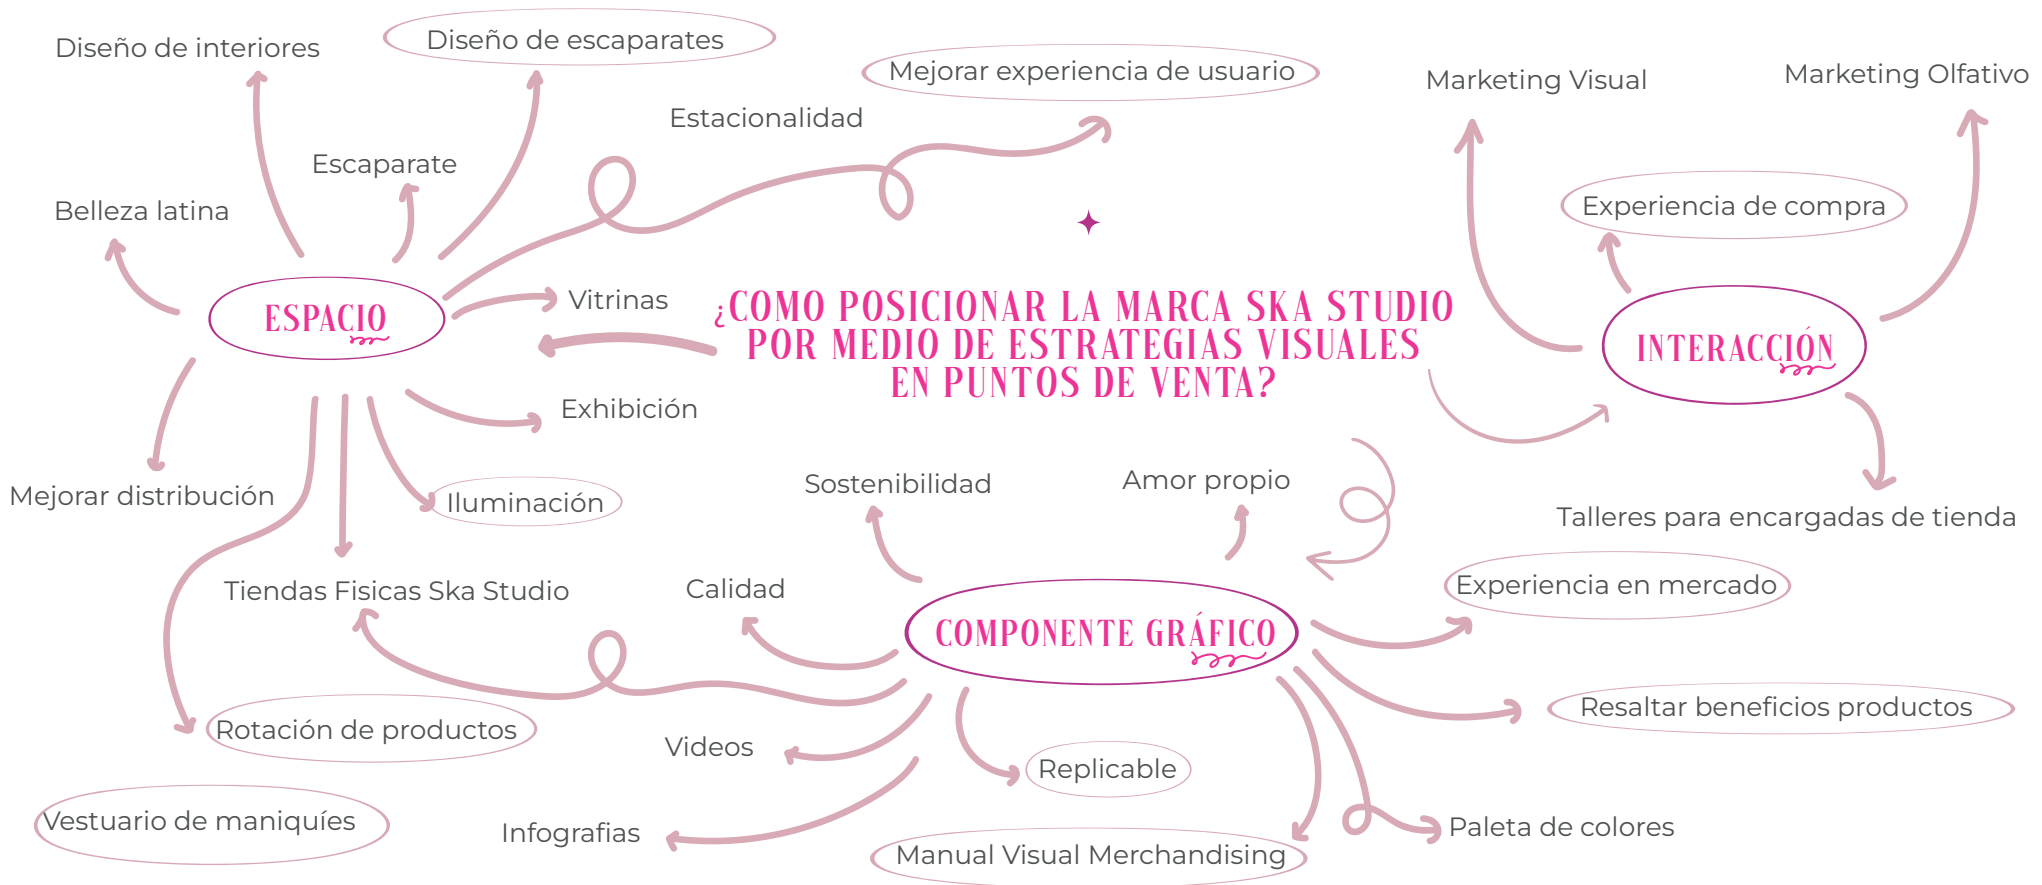 Diseño de interiores
Diseño de escaparates
Mejorar experiencia de usuario
Marketing Visual
Marketing Olfativo
Estacionalidad
Escaparate
Belleza latina
Experiencia de compra
ESPACIO
Vitrinas
¿COMO POSICIONAR LA MARCA SKA STUDIO
POR MEDIO DE ESTRATEGIAS VISUALES
EN PUNTOS DE VENTA?
INTERACCIÓN
Exhibición
Mejorar distribución
Iluminación
Sostenibilidad
Amor propio
Talleres para encargadas de tienda
Tiendas Fisicas Ska Studio
Calidad
Experiencia en mercado
COMPONENTE GRÁFICO
Rotación de productos
Resaltar beneficios productos
Videos
Replicable
Vestuario de maniquíes
Infografias
Manual Visual Merchandising
Paleta de colores